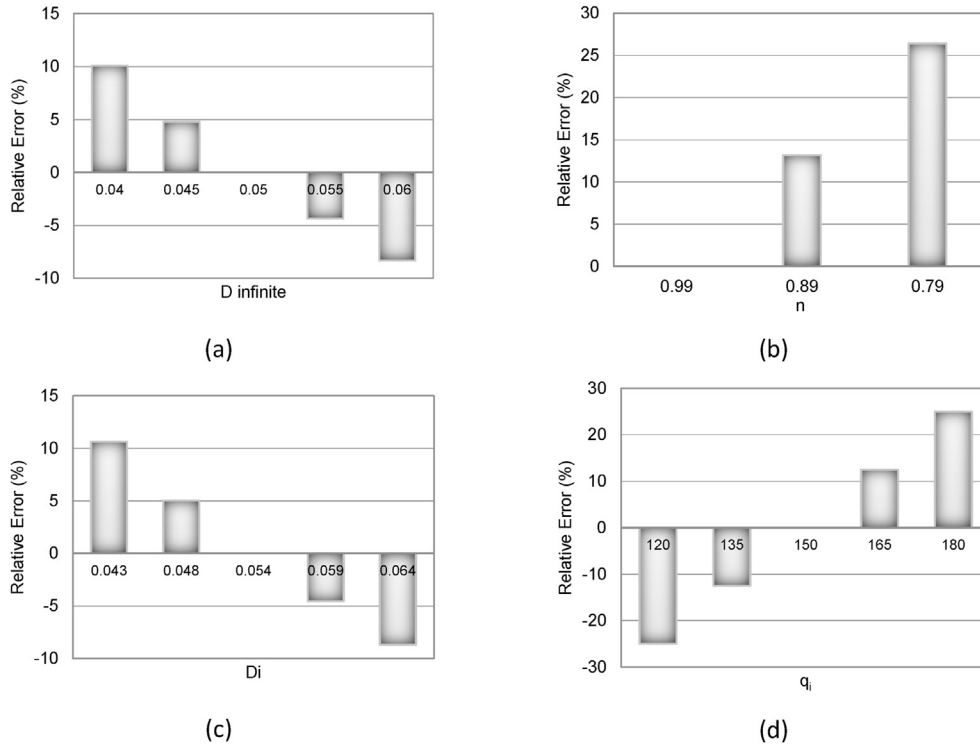 15
10
5
0
-5
-10
Relative Error (%)
0.04 0.045 0.05 0.055 0.06
D infinite
(a)
30
25
20
15
10
5
0
Relative Error (%)
0.99 0.89 0.79
n
(b)
15
10
5
0
-5
-10
Relative Error (%)
0.043 0.048 0.054 0.059 0.064
Di
(c)
30
20
10
0
-10
-20
-30
Relative Error (%)
120 135 150 165 180
qi
(d)